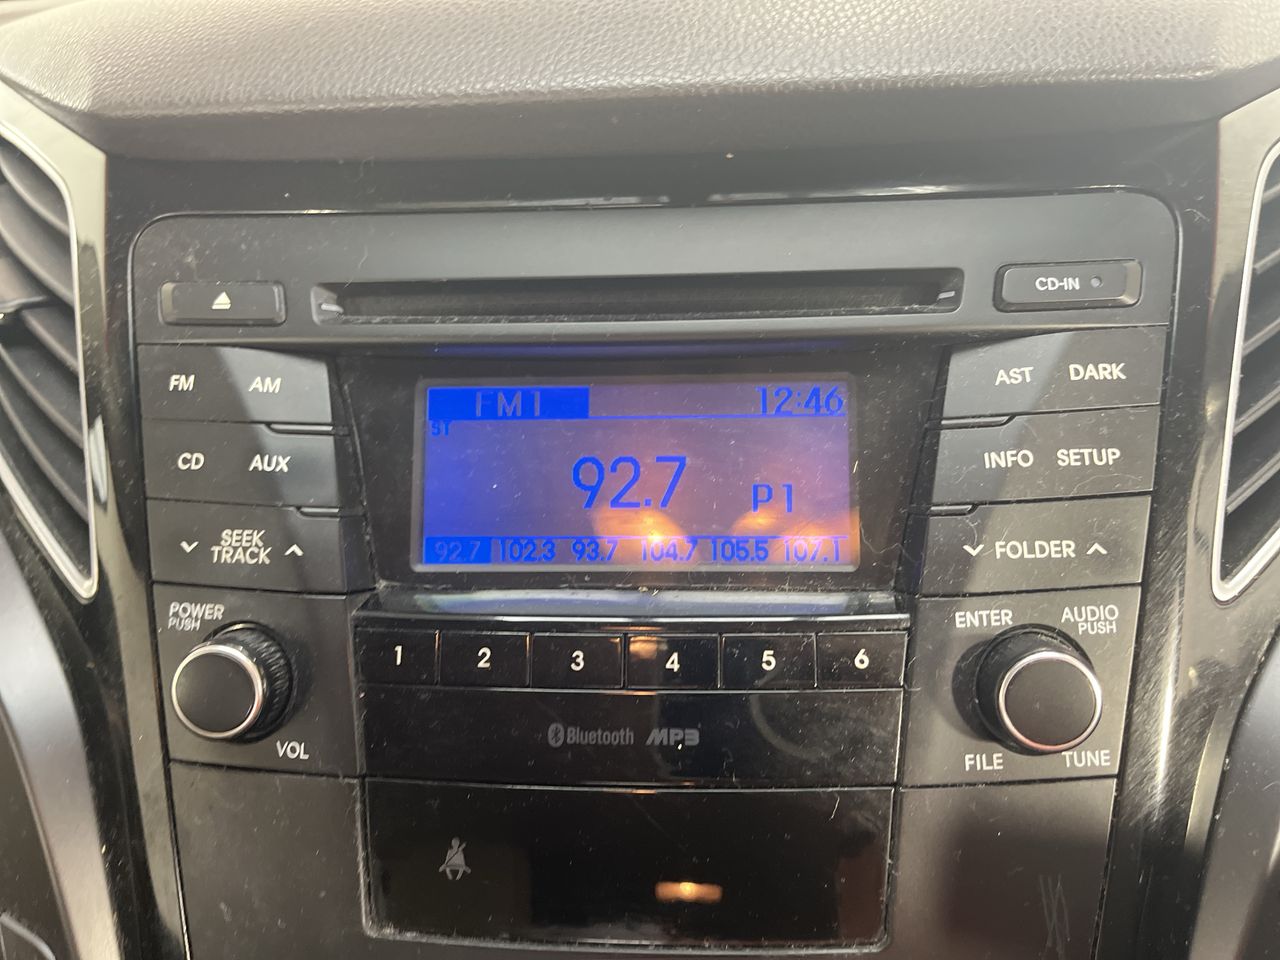 CD-IN
FM AM
AST DARK
FM1 12:46
ST
CD AUX
92.7 P1
INFO SETUP
SEEK
TRACK
92.7 102.3 93.7 104.7 105.5 107.1
FOLDER
POWER
PUSH
ENTER
AUDIO
PUSH
1 2 3 4 5 6
VOL
Bluetooth MP3
FILE TUNE